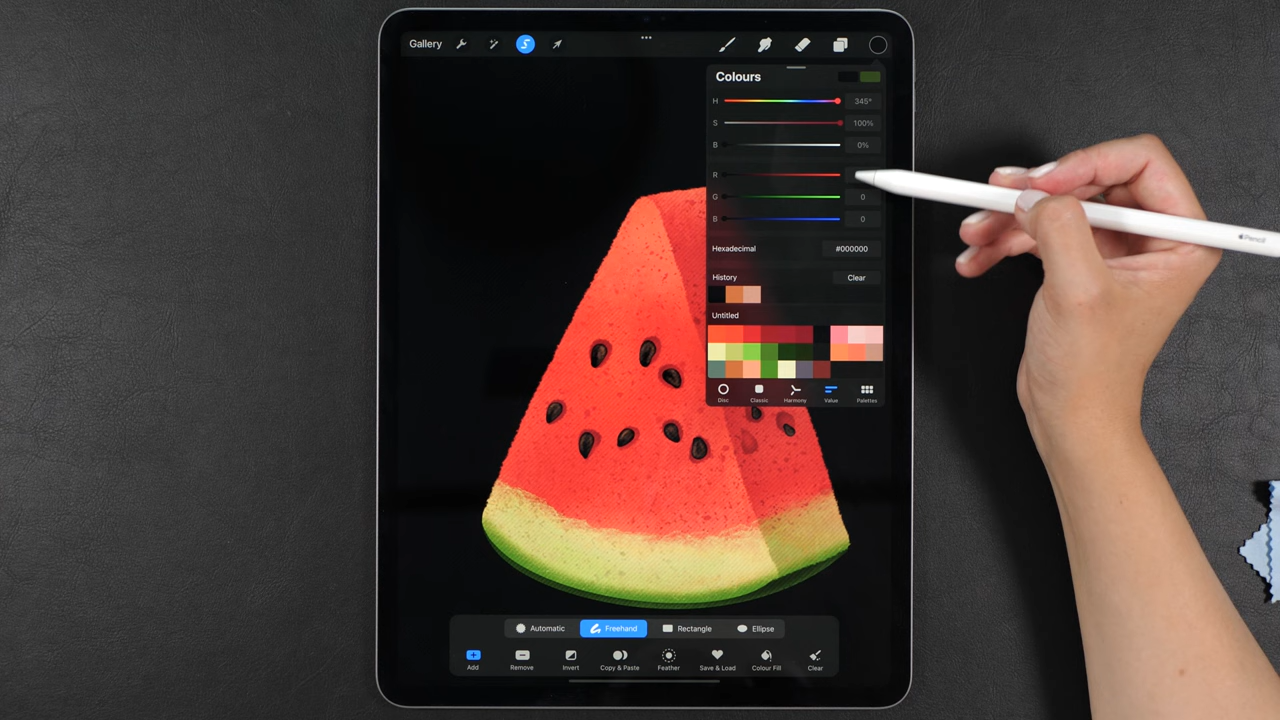 Gallery
Colours
H 345°
S 100%
B 0%
R
G 0
B 0
Hexadecimal #000000
History Clear
Untitled
Disc Classic Harmony Value Palettes
Pencil
Automatic Freehand Rectangle Ellipse
Add Remove Invert Copy & Paste Feather Save & Load Colour Fill Clear